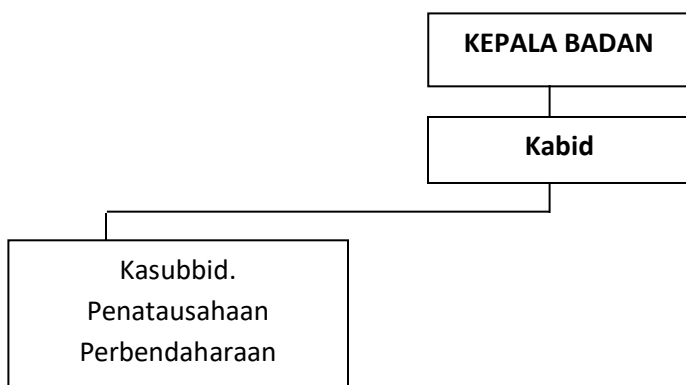 KEPALA BADAN
Kabid
Kasubbid.
Penatausahaan
Perbendaharaan